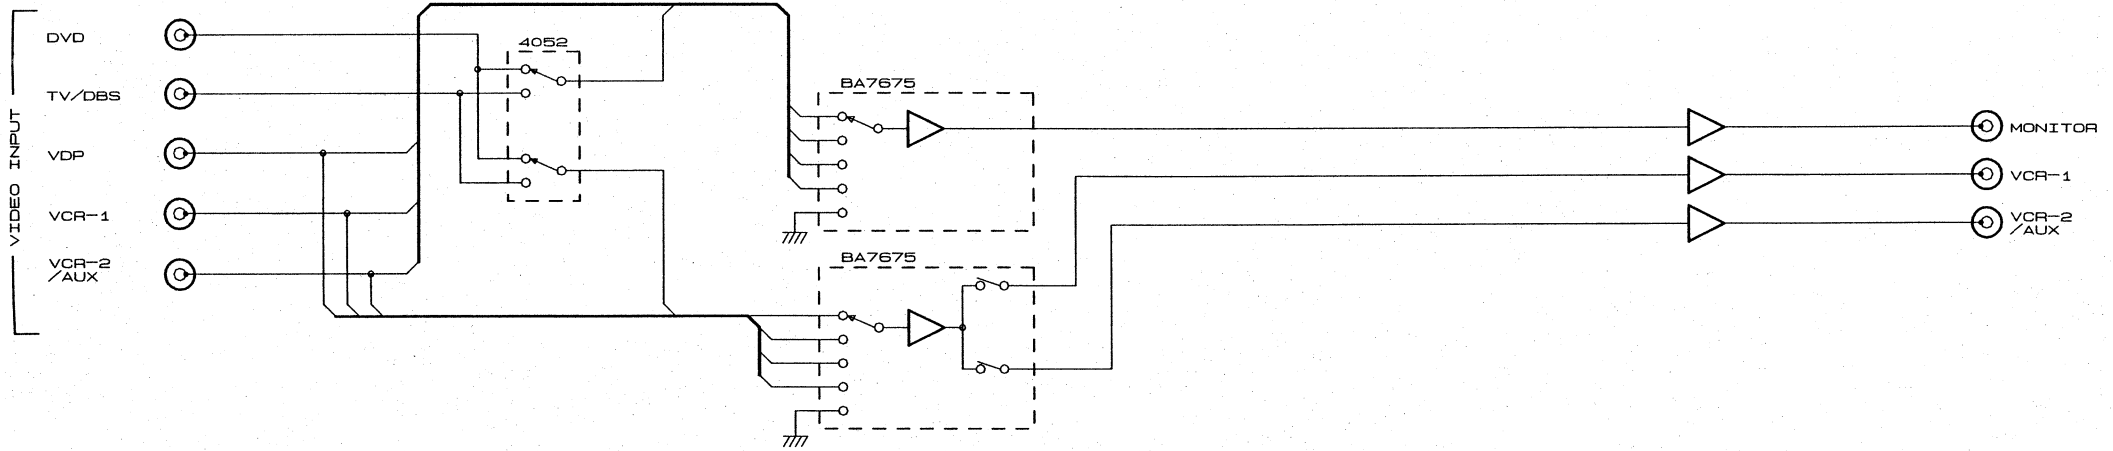 VIDEO INPUT
DVD
TV/DBS
VDP
VCR-1
VCR-2
/AUX
4052
BA7675
BA7675
MONITOR
VCR-1
VCR-2
/AUX